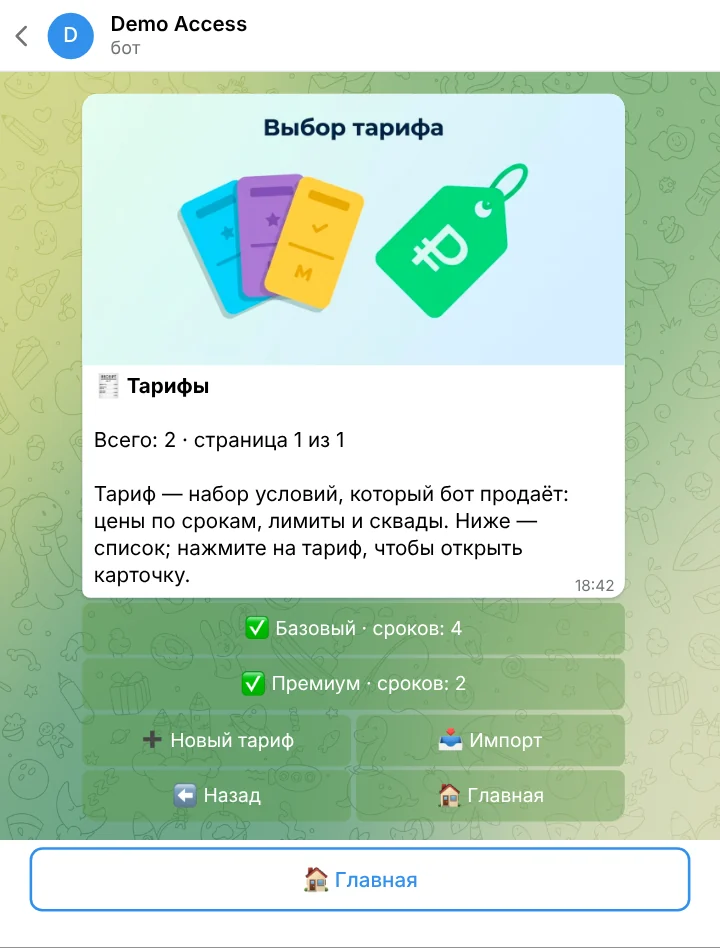 D
Demo Access
бот
Выбор тарифа
M
🧾 Тарифы
Всего: 2 · страница 1 из 1
Тариф — набор условий, который бот продаёт:
цены по срокам, лимиты и сквады. Ниже —
список; нажмите на тариф, чтобы открыть
карточку.
18:42
✅ Базовый · сроков: 4
✅ Премиум · сроков: 2
➕ Новый тариф
📥 Импорт
⬅️ Назад
🏠 Главная
🏠 Главная